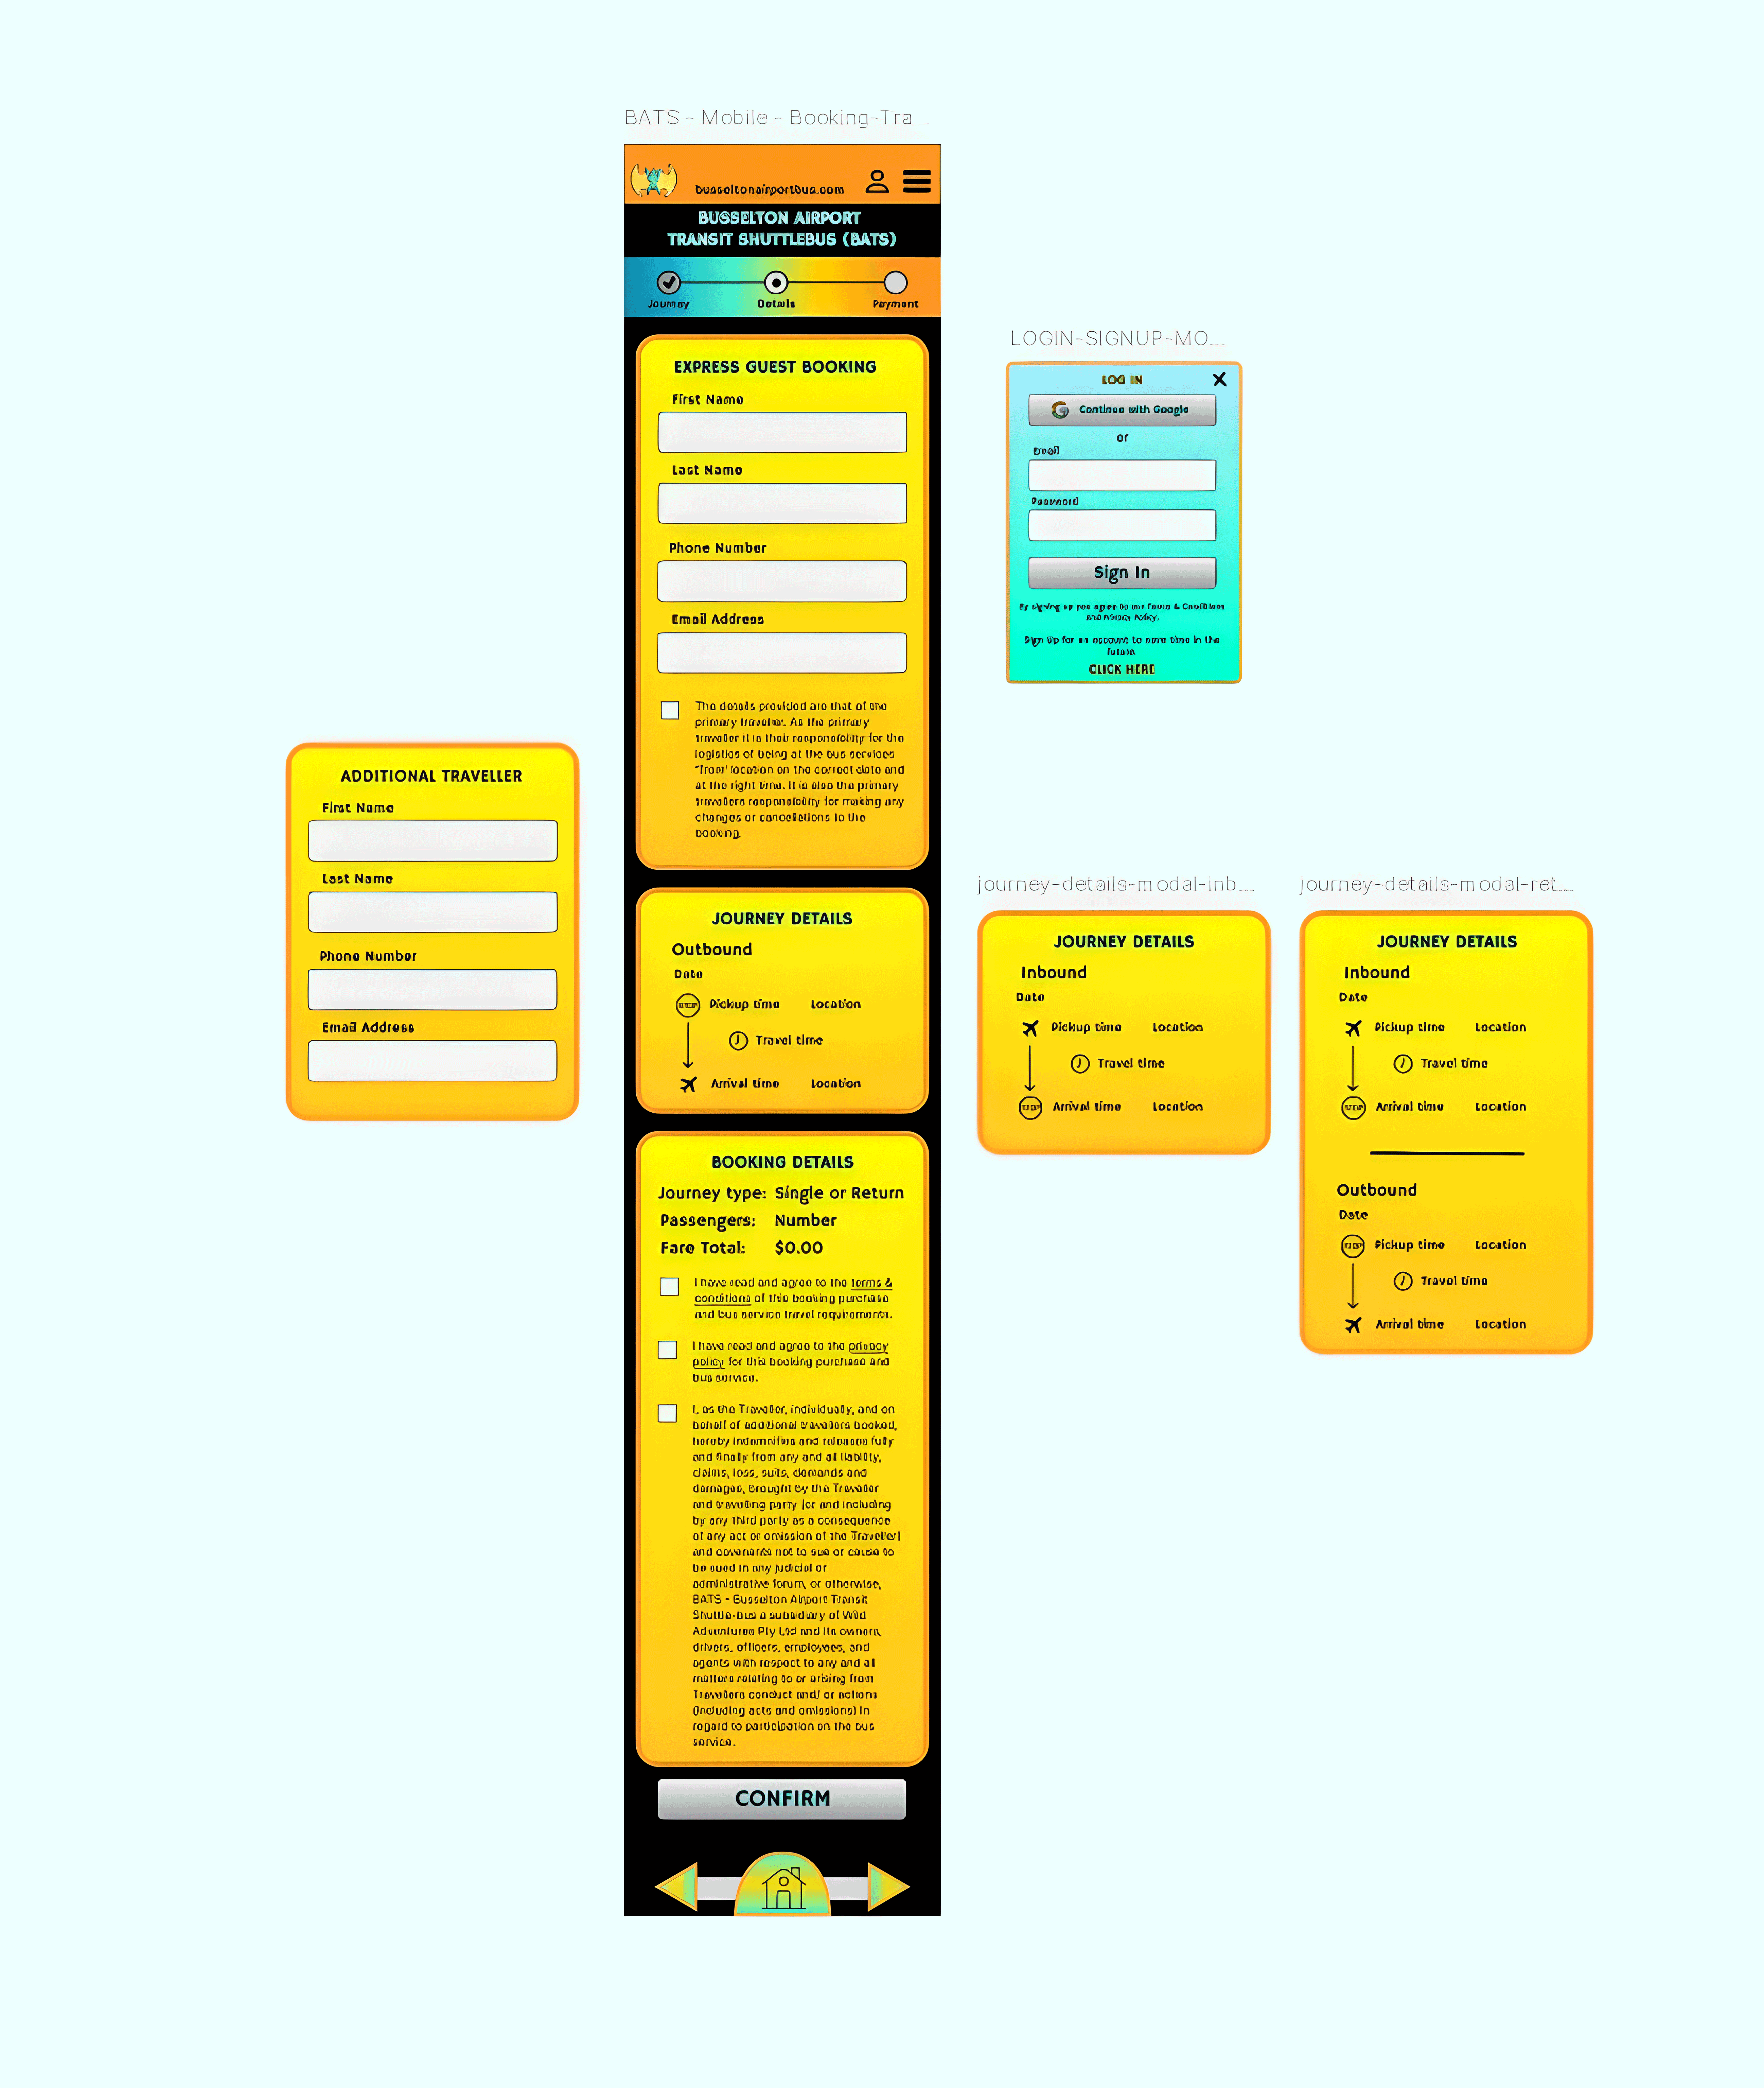 BATS - Mobile - Booking-Tra...
busseltonairportbus.com
BUSSELTON AIRPORT
TRANSIT SHUTTLEBUS (BATS)
Journey
Details
Payment
EXPRESS GUEST BOOKING
First Name
Last Name
Phone Number
Email Address
The details provided are that of the
primary traveller. As the primary
traveller it is their responsibility for the
logistics of being at the bus services
'from' location on the correct date and
at the right time. It is also the primary
travellers responsibility for making any
changes or cancellations to the
booking.
JOURNEY DETAILS
Outbound
Date
STOP Pickup time Location
Travel time
Arrival time Location
BOOKING DETAILS
Journey type: Single or Return
Passengers: Number
Fare Total: $0.00
I have read and agree to the terms &
conditions of this booking purchase
and bus service travel requirements.
I have read and agree to the privacy
policy for this booking purchase and
bus service.
I, as the Traveller, individually, and on
behalf of additional travellers booked,
hereby indemnifies and releases fully
and finally from any and all liability,
claims, loss, suits, demands and
damages, brought by the Traveller
and travelling party (or and including
by any third party as a consequence
of any act or omission of the Traveller)
and covenants not to sue or cause to
be sued in any judicial or
administrative forum, or otherwise,
BATS - Busselton Airport Transit
Shuttle-bus a subsidiary of Wild
Adventures Pty Ltd and its owners,
drivers, officers, employees, and
agents with respect to any and all
matters relating to or arising from
Travellers conduct and/ or actions
(including acts and omissions) in
regard to participation on the bus
service.
CONFIRM
ADDITIONAL TRAVELLER
First Name
Last Name
Phone Number
Email Address
LOGIN-SIGNUP-MO...
LOG IN
Continue with Google
or
Email
Password
Sign In
By signing up you agree to our Terms & Conditions
and Privacy Policy.
Sign Up for an account to save time in the
future.
CLICK HERE
journey-details-modal-inb...
JOURNEY DETAILS
Inbound
Date
Pickup time Location
Travel time
STOP Arrival time Location
journey-details-modal-ret...
JOURNEY DETAILS
Inbound
Date
Pickup time Location
Travel time
STOP Arrival time Location
Outbound
Date
STOP Pickup time Location
Travel time
Arrival time Location